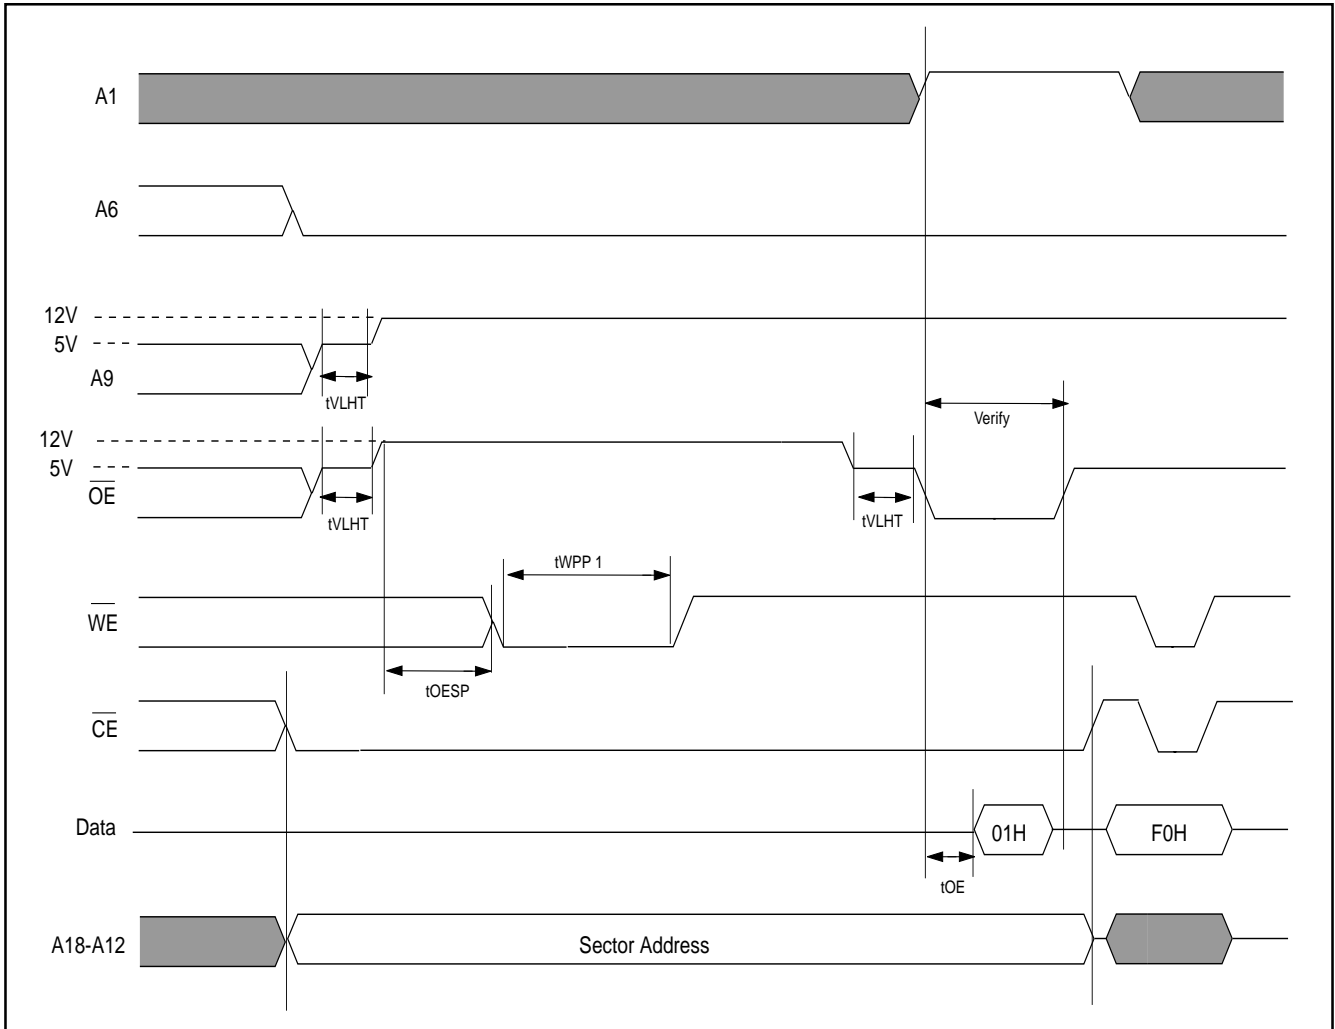 A1
A6
12V
5V
A9
tVLHT
Verify
12V
5V
OE
tVLHT
tVLHT
tWPP 1
WE
tOESP
CE
Data
01H
F0H
tOE
A18-A12
Sector Address